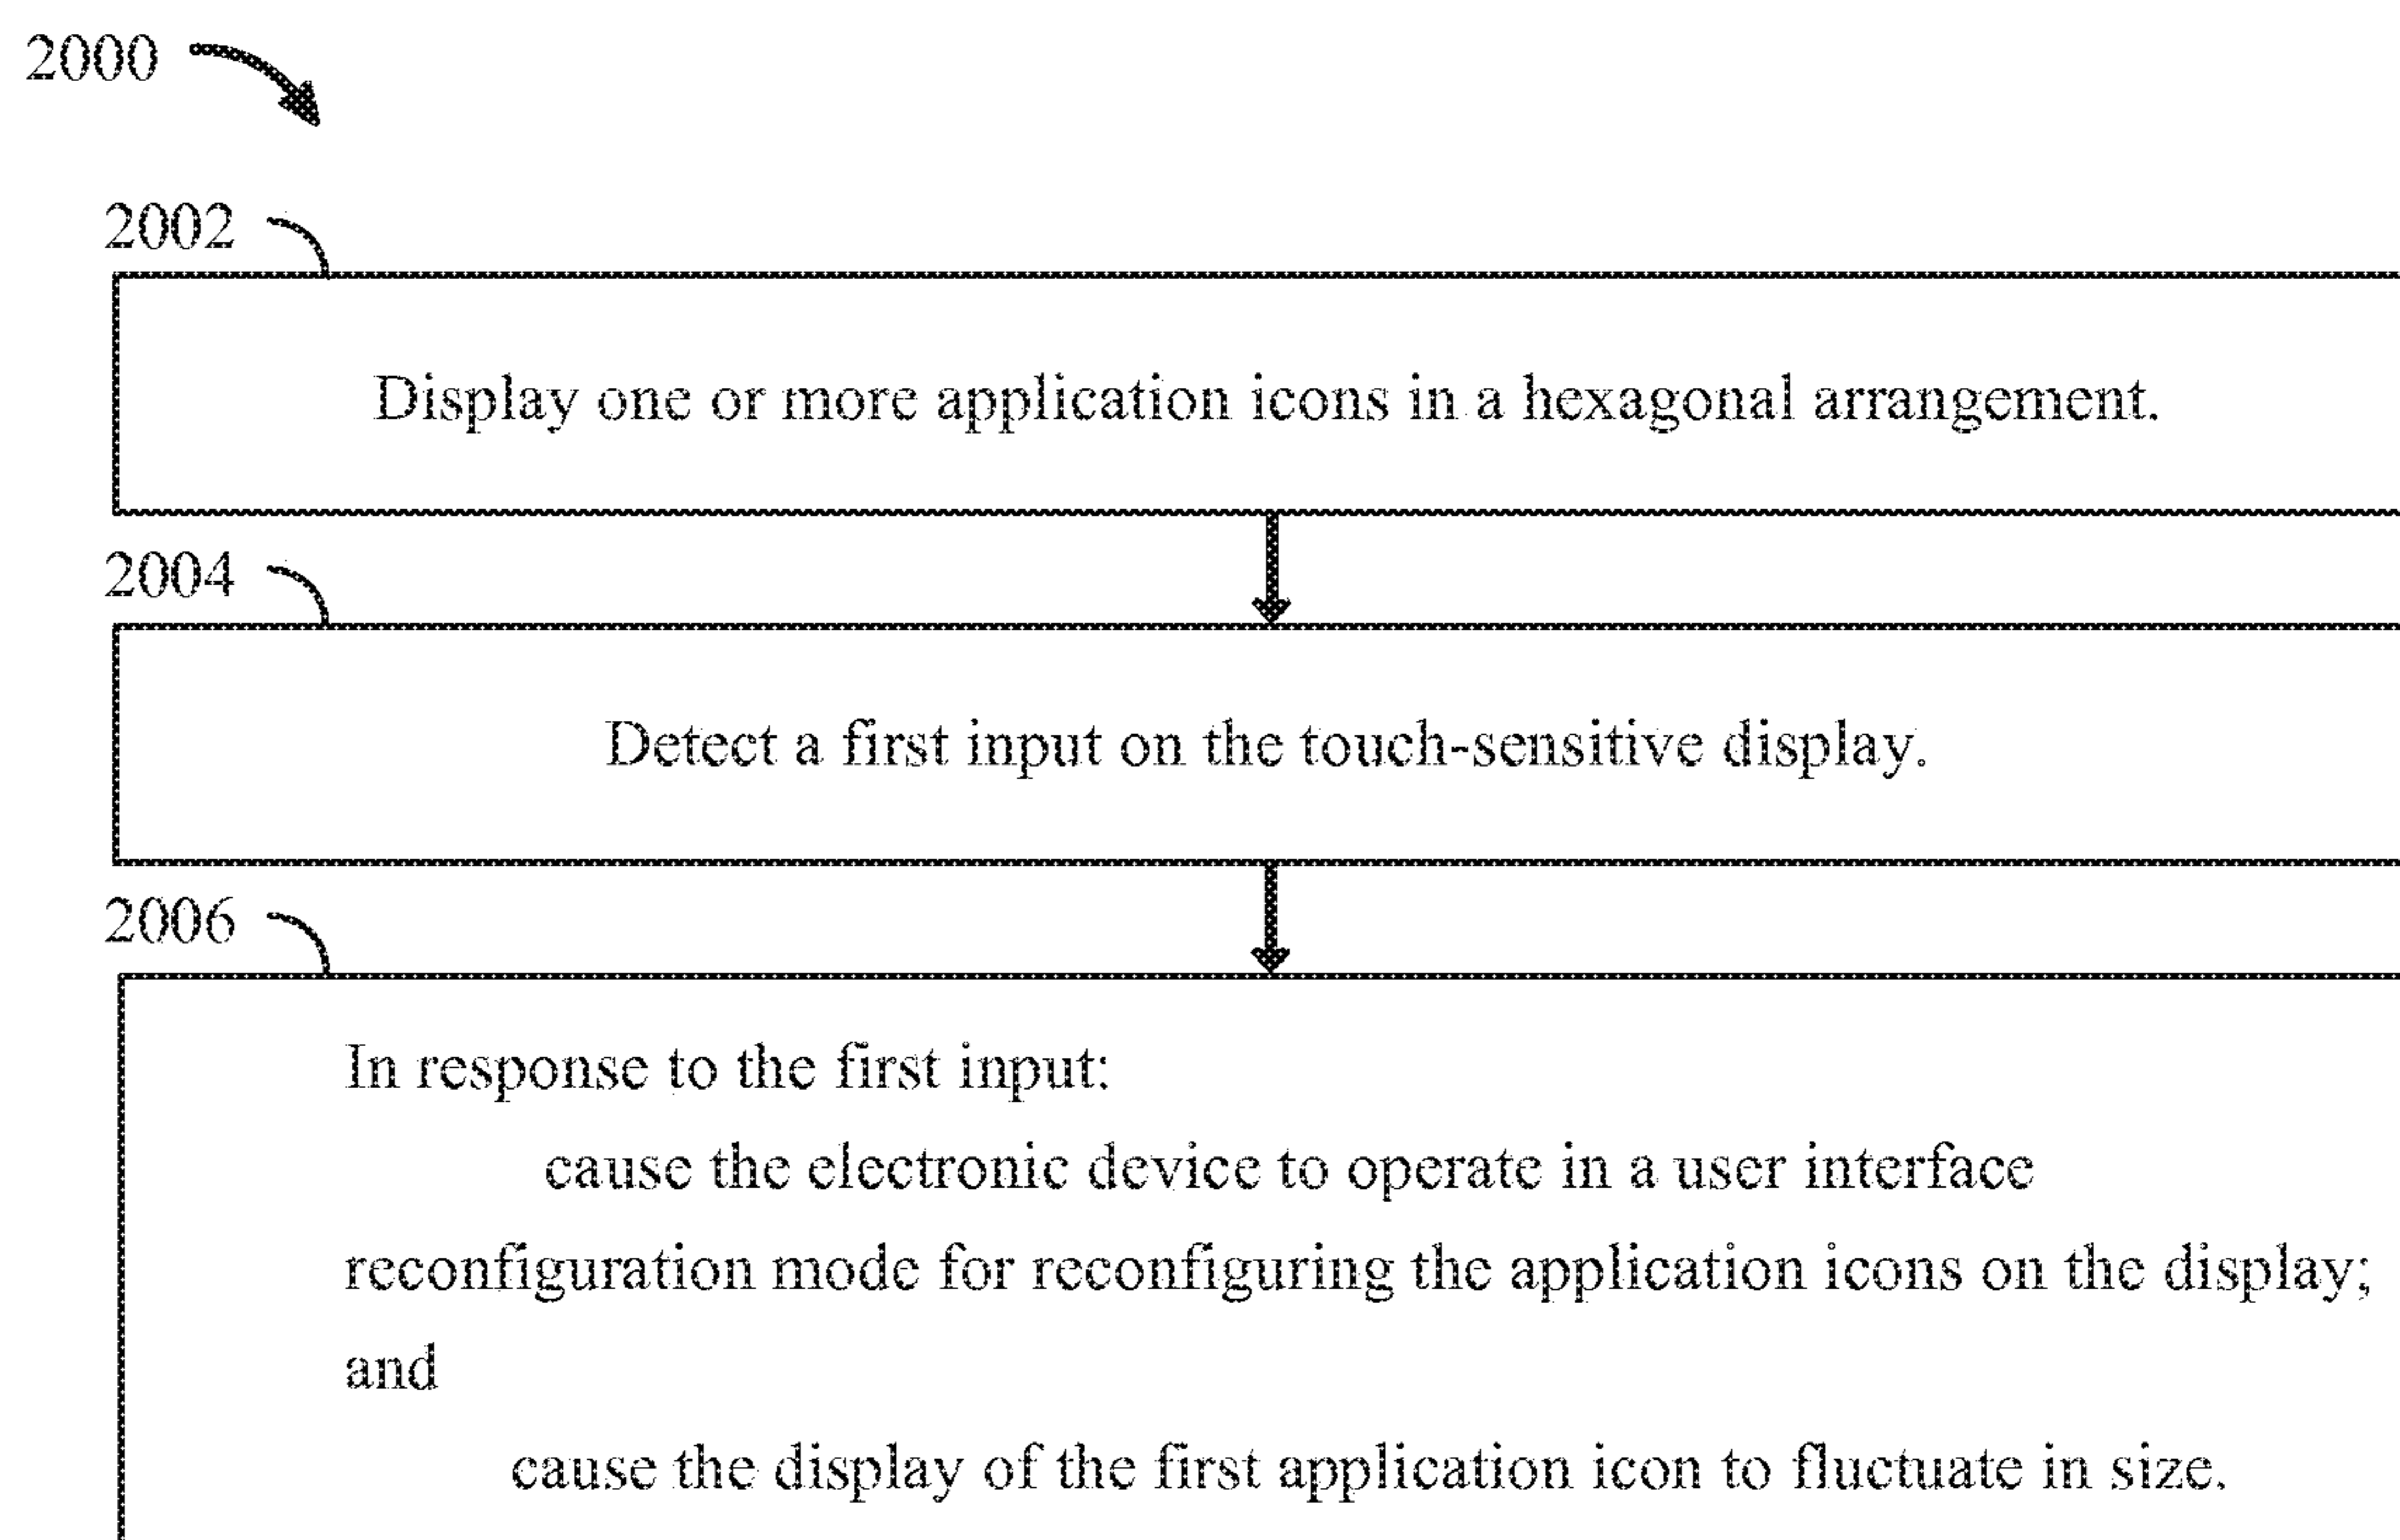 2000
2002
Display one or more application icons in a hexagonal arrangement.
2004
Detect a first input on the touch-sensitive display.
2006
In response to the first input:
cause the electronic device to operate in a user interface
reconfiguration mode for reconfiguring the application icons on the display;
and
cause the display of the first application icon to fluctuate in size.